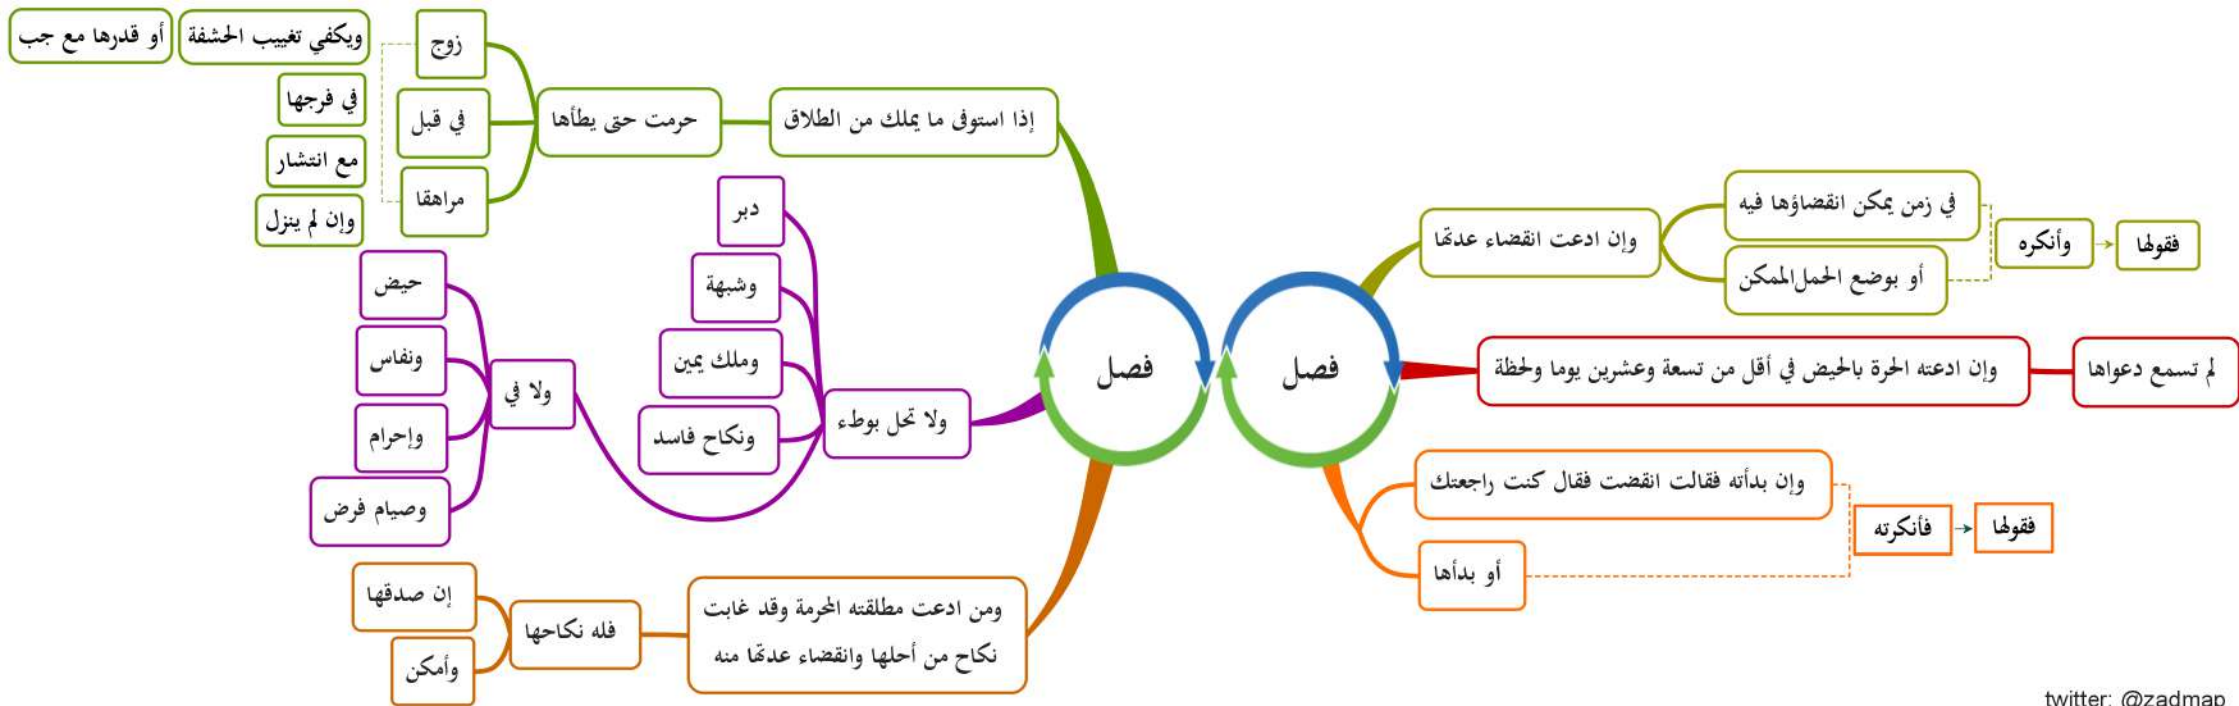 فصل
وإن ادعت انقضاء عدتها
في زمن يمكن انقضاؤها فيه
أو بوضع الحمل الممكن
وأنكره
فقولها
وإن ادعته الحرة بالحيض في أقل من تسعة وعشرين يوما ولحظة
لم تسمع دعواها
وإن بدأته فقالت انقضت فقال كنت راجعتك
أو بدأها
فأنكرته
فقولها
فصل
إذا استوفى ما يملك من الطلاق
حرمت حتى يطأها
زوج
في قبل
مراهقا
ويكفي تغييب الحشفة
أو قدرها مع جب
في فرجها
مع انتشار
وإن لم ينزل
ولا تحل بوطء
دبر
وشبهة
وملك يمين
ونكاح فاسد
ولا في
حيض
ونفاس
وإحرام
وصيام فرض
ومن ادعت مطلقته المحرمة وقد غابت
نكاح من أحلها وانقضاء عدتها منه
فله نكاحها
إن صدقها
وأمكن
twitter: @zadmap